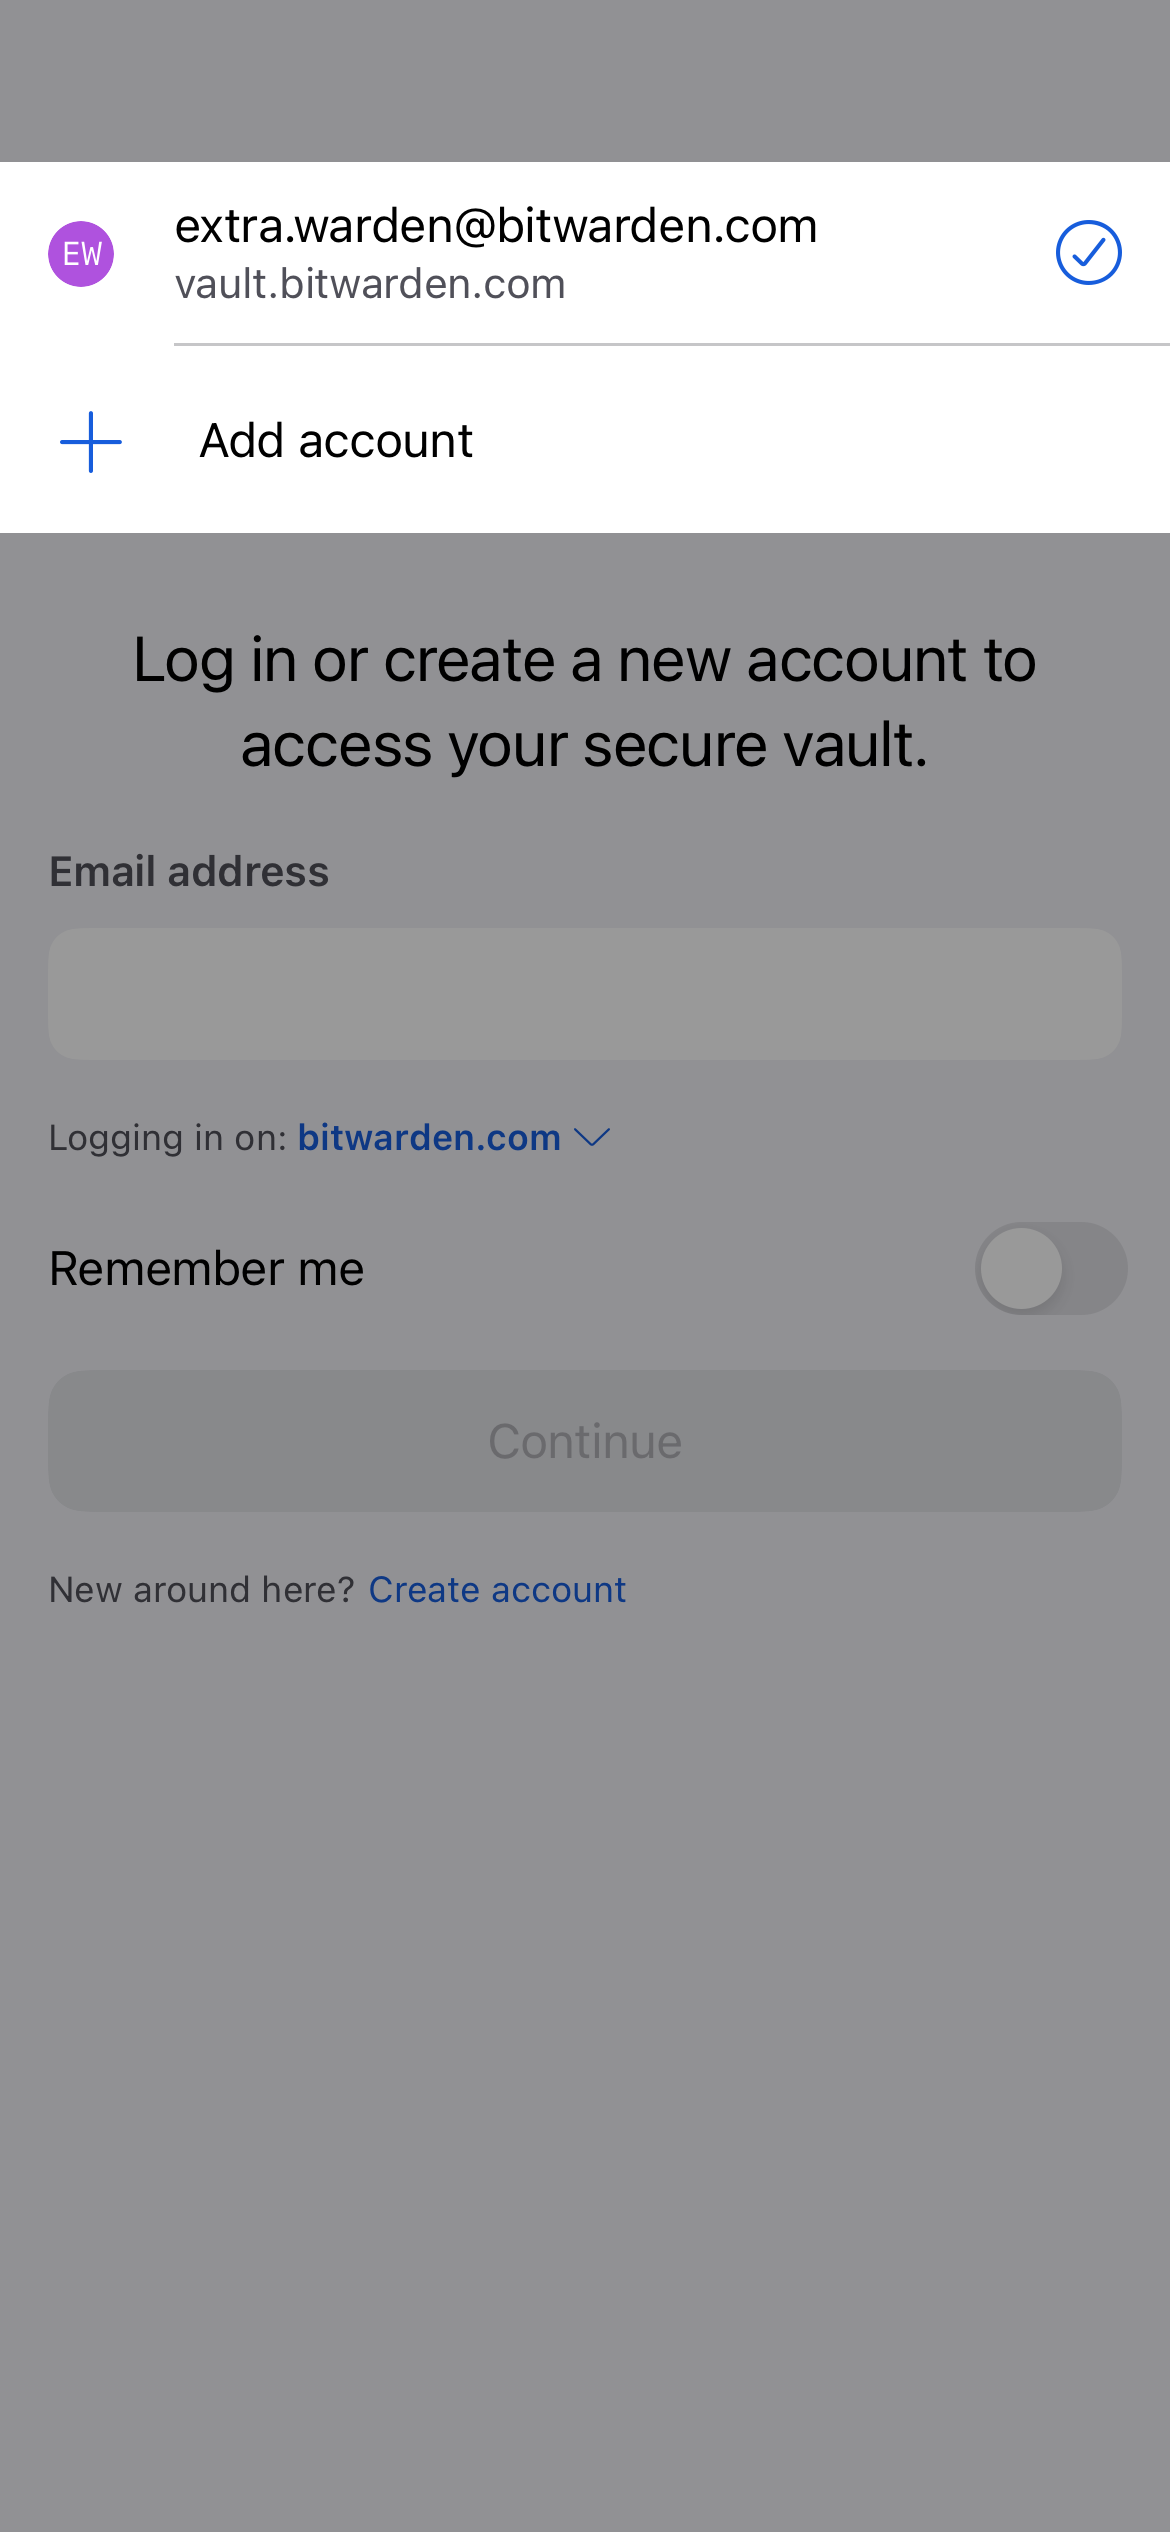 EW
extra.warden@bitwarden.com
vault.bitwarden.com
Add account
Log in or create a new account to
access your secure vault.
Email address
Logging in on: bitwarden.com
Remember me
Continue
New around here? Create account